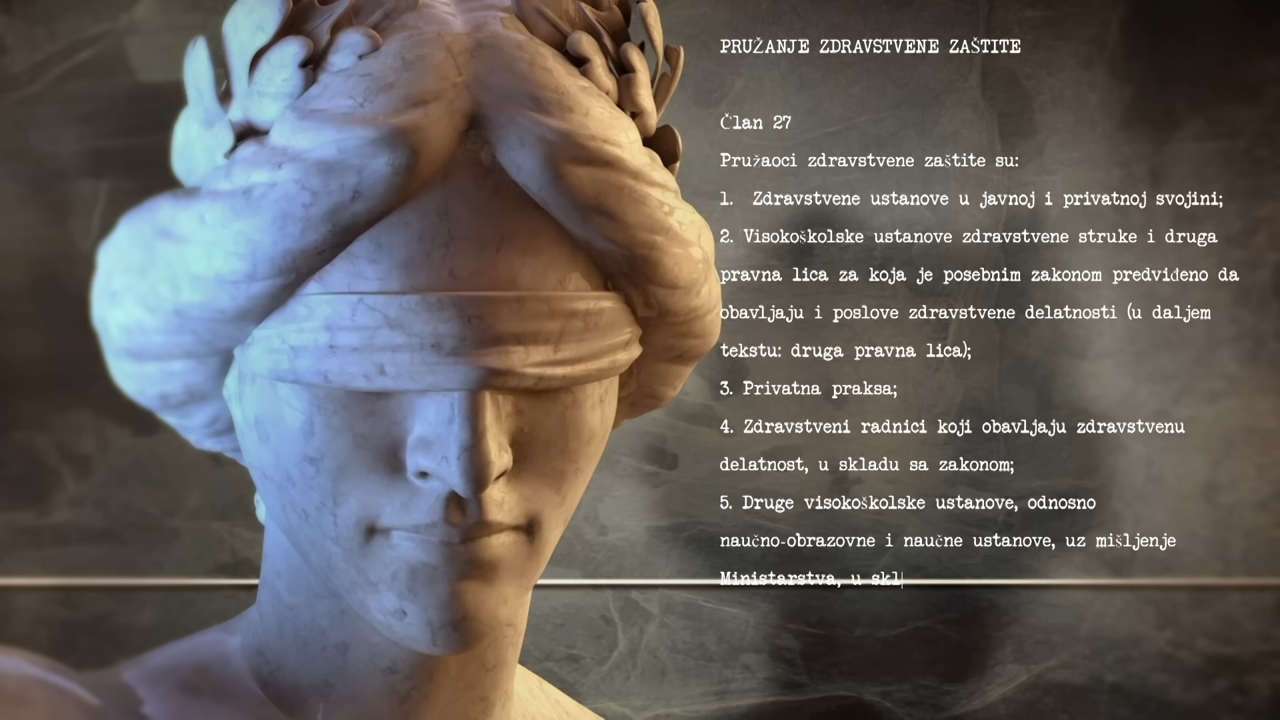 PRUŽANJE ZDRAVSTVENE ZAŠTITE
Član 27
Pružaoci zdravstvene zaštite su:
1. Zdravstvene ustanove u javnoj i privatnoj svojini;
2. Visokoškolske ustanove zdravstvene struke i druga
pravna lica za koja je posebnim zakonom predviđeno da
obavljaju i poslove zdravstvene delatnosti (u daljem
tekstu: druga pravna lica);
3. Privatna praksa;
4. Zdravstveni radnici koji obavljaju zdravstvenu
delatnost, u skladu sa zakonom;
5. Druge visokoškolske ustanove, odnosno
naučno-obrazovne i naučne ustanove, uz mišljenje
Ministarstva, u skl